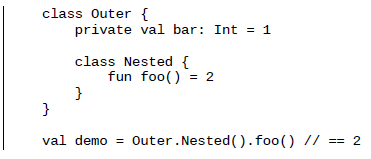 class Outer {
    private val bar: Int = 1

    class Nested {
        fun foo() = 2
    }
}

val demo = Outer.Nested().foo() // == 2